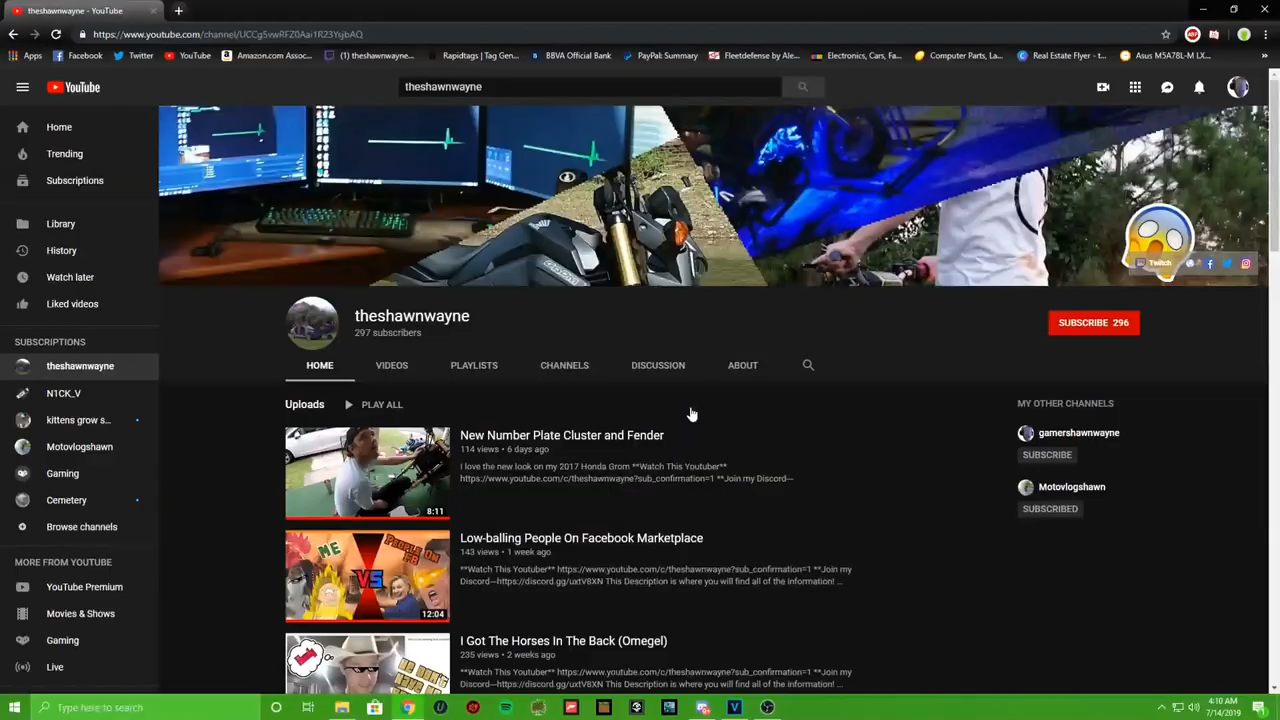 theshawnwayne - YouTube
https://www.youtube.com/channel/
Apps Facebook Twitter YouTube Amazon.com Assoc... (1) theshawnwayne... Rapidtags | Tag Gen... BBVA Official Bank PayPal: Summary Fleetdefense by Ale... Electronics, Cars, Fa... Computer Parts, La... Real Estate Flyer - t... Asus M5A78L-M LX...
YouTube
theshawnwayne
Home
Trending
Subscriptions
Library
History
Watch later
Liked videos
SUBSCRIPTIONS
theshawnwayne
N1CK_V
kittens grow s...
Motovlogshawn
Gaming
Cemetery
Browse channels
MORE FROM YOUTUBE
YouTube Premium
Movies & Shows
Gaming
Live
GROM
Twitch
theshawnwayne
297 subscribers
SUBSCRIBE 296
HOME VIDEOS PLAYLISTS CHANNELS DISCUSSION ABOUT
Uploads PLAY ALL
New Number Plate Cluster and Fender
114 views • 6 days ago
I love the new look on my 2017 Honda Grom **Watch This Youtuber**
https://www.youtube.com/c/theshawnwayne?sub_confirmation=1 **Join my Discord---
8:11
ME
PEOPLE ON FB
VS
12:04
Low-balling People On Facebook Marketplace
143 views • 1 week ago
**Watch This Youtuber** https://www.youtube.com/c/theshawnwayne?sub_confirmation=1 **Join my
Discord---https://discord.gg/uxtV8XN This Description is where you will find all of the information! ...
I Got The Horses In The Back (Omegel)
235 views • 2 weeks ago
**Watch This Youtuber** https://www.youtube.com/c/theshawnwayne?sub_confirmation=1 **Join my
Discord---https://discord.gg/uxtV8XN This Description is where you will find all of the information! ...
MY OTHER CHANNELS
gamershawnwayne
SUBSCRIBE
Motovlogshawn
SUBSCRIBED
Type here to search
4:10 AM
7/14/2019